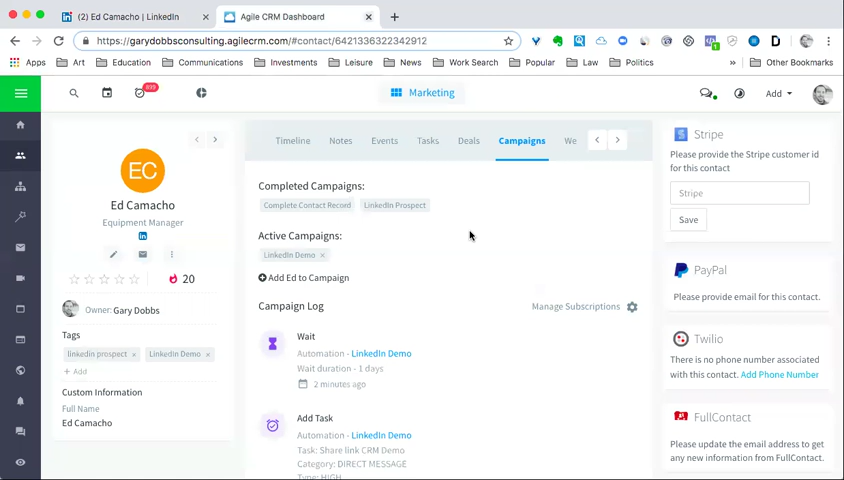 (2) Ed Camacho | LinkedIn
Agile CRM Dashboard
https://garydobbsconsulting.agilecrm.com/#contact/6421336322342912
Apps
Art
Education
Communications
Investments
Leisure
News
Work Search
Popular
Law
Politics
»
Other Bookmarks
499
Marketing
Add
EC
Ed Camacho
Equipment Manager
20
Owner: Gary Dobbs
Tags
linkedin prospect ×
LinkedIn Demo ×
+ Add
Custom Information
Full Name
Ed Camacho
Timeline
Notes
Events
Tasks
Deals
Campaigns
We
Completed Campaigns:
Complete Contact Record
LinkedIn Prospect
Active Campaigns:
LinkedIn Demo ×
Add Ed to Campaign
Campaign Log
Manage Subscriptions
Wait
Automation - LinkedIn Demo
Wait duration - 1 days
2 minutes ago
Add Task
Automation - LinkedIn Demo
Task: Share link CRM Demo
Category: DIRECT MESSAGE
Type: HIGH
Stripe
Please provide the Stripe customer id
for this contact
Stripe
Save
PayPal
Please provide email for this contact.
Twilio
There is no phone number associated
with this contact. Add Phone Number
FullContact
Please update the email address to get
any new information from FullContact.